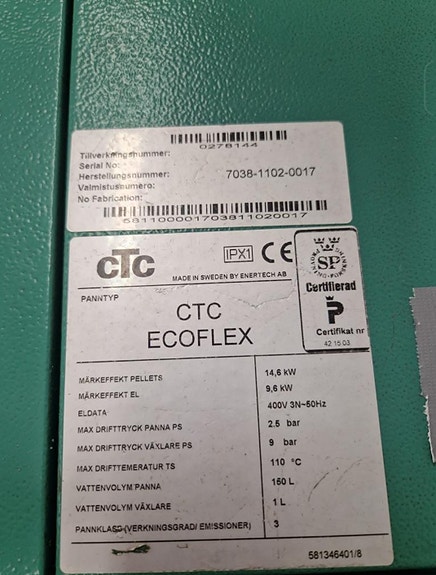 0278144
Tillverkningsnummer:
Serial No:
Herstellungsnummer: 7038-1102-0017
Valmistusnumero:
No Fabrication:
581100001703811020017
CTC IPX1 CE
MADE IN SWEDEN BY ENERTECH AB
SP
Certifierad
P
Certifikat nr
42 15 03
PANNTYP
CTC
ECOFLEX
MÄRKEFFEKT PELLETS 14,6 kW
MÄRKEFFEKT EL 9,6 kW
ELDATA 400V 3N~50Hz
MAX DRIFTTRYCK PANNA PS 2.5 bar
MAX DRIFTTRYCK VÄXLARE PS 9 bar
MAX DRIFTTEMERATUR TS 110 °C
VATTENVOLYM PANNA 150 L
VATTENVOLYM VÄXLARE 1 L
PANNKLASS (VERKNINGSGRAD/ EMISSIONER) 3
581346401/8